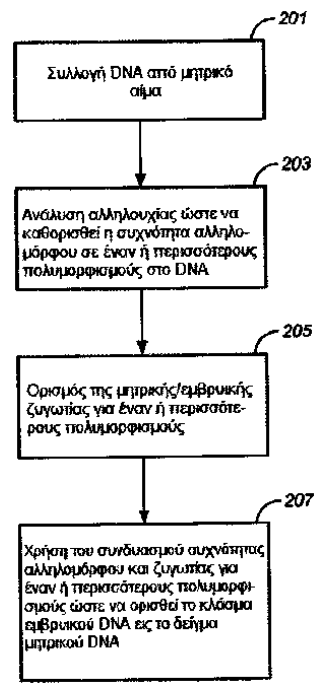 201
Συλλογή DNA από μητρικό
αίμα
203
Ανάλυση αλληλουχίας ώστε να
καθορισθεί η συχνότητα αλληλο-
μόρφου σε έναν ή περισσότερους
πολυμορφισμούς στο DNA
205
Ορισμός της μητρικής/εμβρυικής
ζυγωτίας για έναν ή περισσότε-
ρους πολυμορφισμούς
207
Χρήση του συνδυασμού συχνότητας
αλληλομόρφου και ζυγωτίας για
έναν ή περισσότερους πολυμορφι-
σμούς ώστε να ορισθεί το κλάσμα
εμβρυικού DNA εις το δείγμα
μητρικού DNA